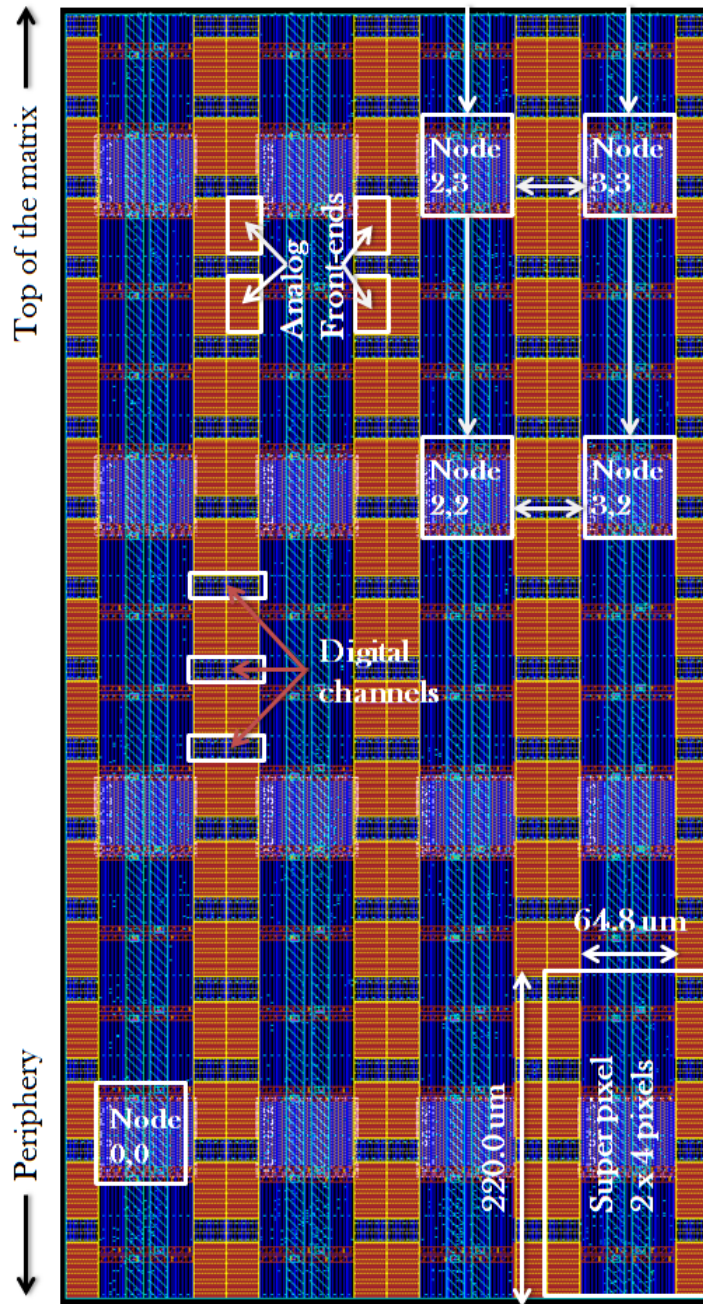 Top of the matrix
Node
2,3
Node
3,3
Analog
Front-ends
Node
2,2
Node
3,2
Digital
channels
64.8 um
220.0 um
Super pixel
2 x 4 pixels
Periphery
Node
0,0